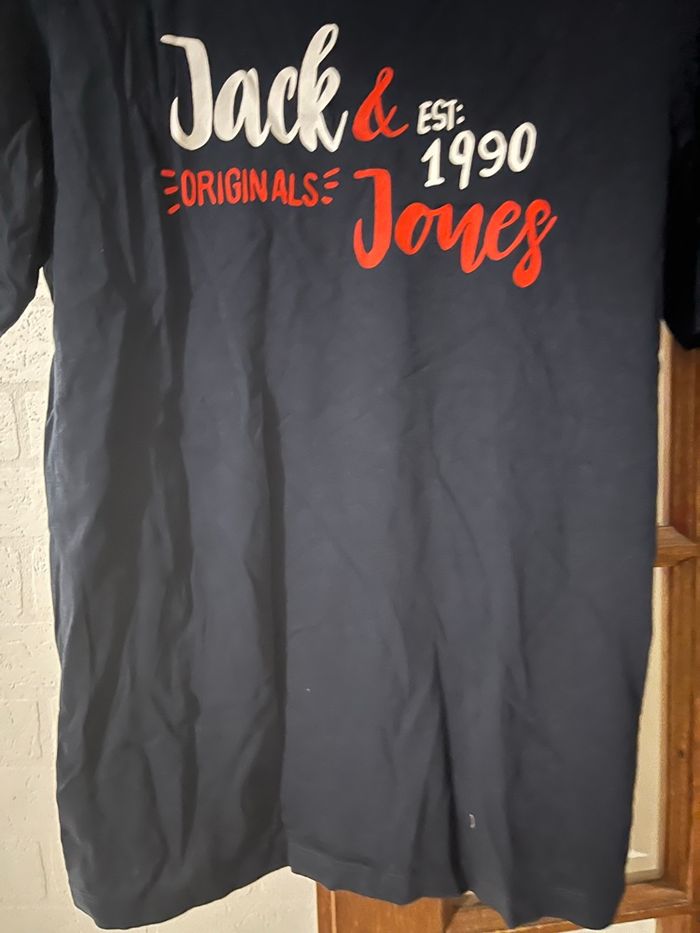 Jack &
EST:
1990
ORIGINALS
Jones